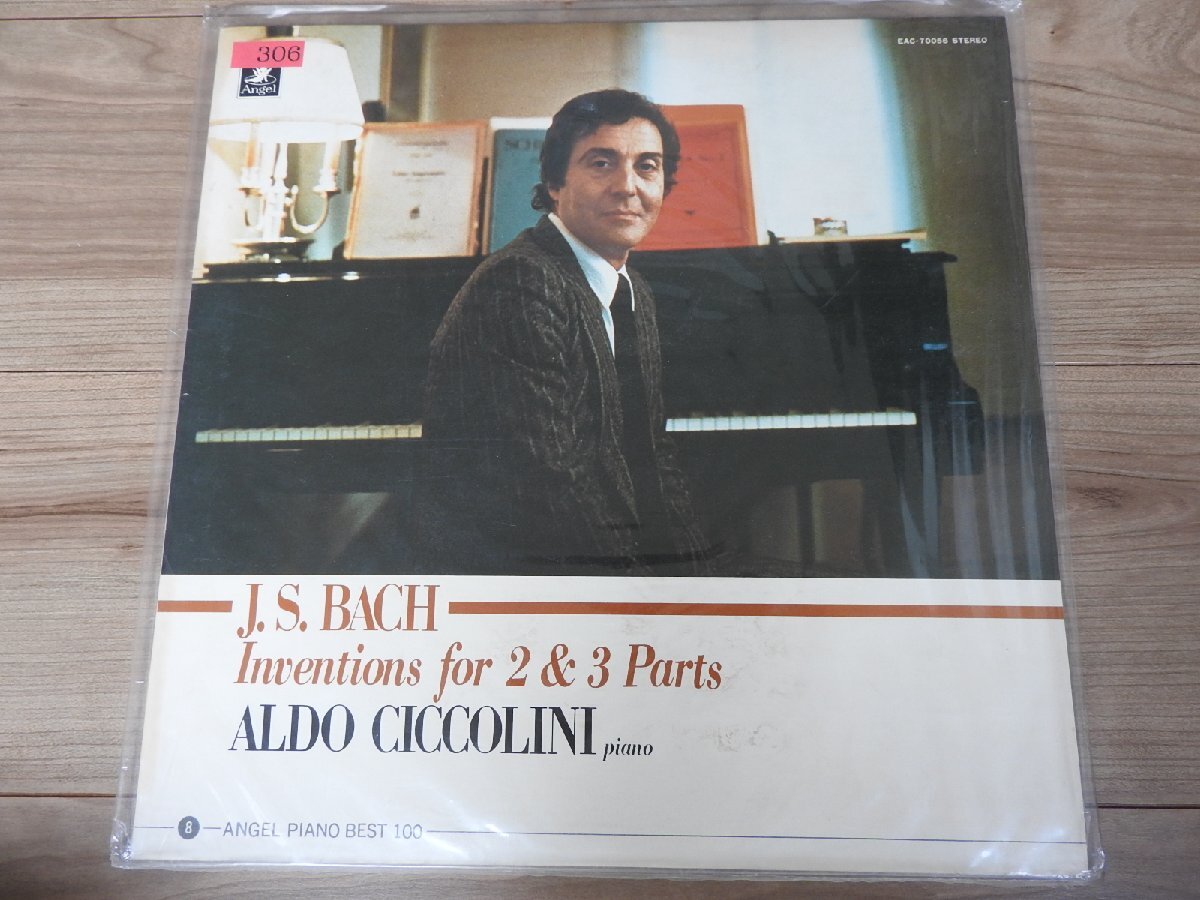 306
Angel
EAC-70056 STEREO
J. S. BACH
Inventions for 2 & 3 Parts
ALDO CICCOLINI piano
8 ANGEL PIANO BEST 100